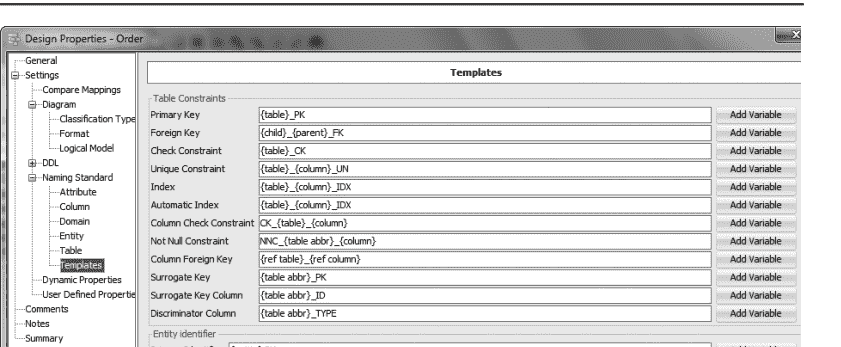 Design Properties - Order
General
Settings
Compare Mappings
Diagram
Classification Type
Format
Logical Model
DDL
Naming Standard
Attribute
Column
Domain
Entity
Table
Templates
Dynamic Properties
User Defined Propertie
Comments
Notes
Summary
Templates
Table Constraints
Primary Key {table}_PK Add Variable
Foreign Key {child}_{parent}_FK Add Variable
Check Constraint {table}_CK Add Variable
Unique Constraint {table}_{column}_UN Add Variable
Index {table}_{column}_IDX Add Variable
Automatic Index {table}_{column}_IDX Add Variable
Column Check Constraint CK_{table}_{column} Add Variable
Not Null Constraint NNC_{table abbr}_{column} Add Variable
Column Foreign Key {ref table}_{ref column} Add Variable
Surrogate Key {table abbr}_PK Add Variable
Surrogate Key Column {table abbr}_ID Add Variable
Discriminator Column {table abbr}_TYPE Add Variable
Entity identifier